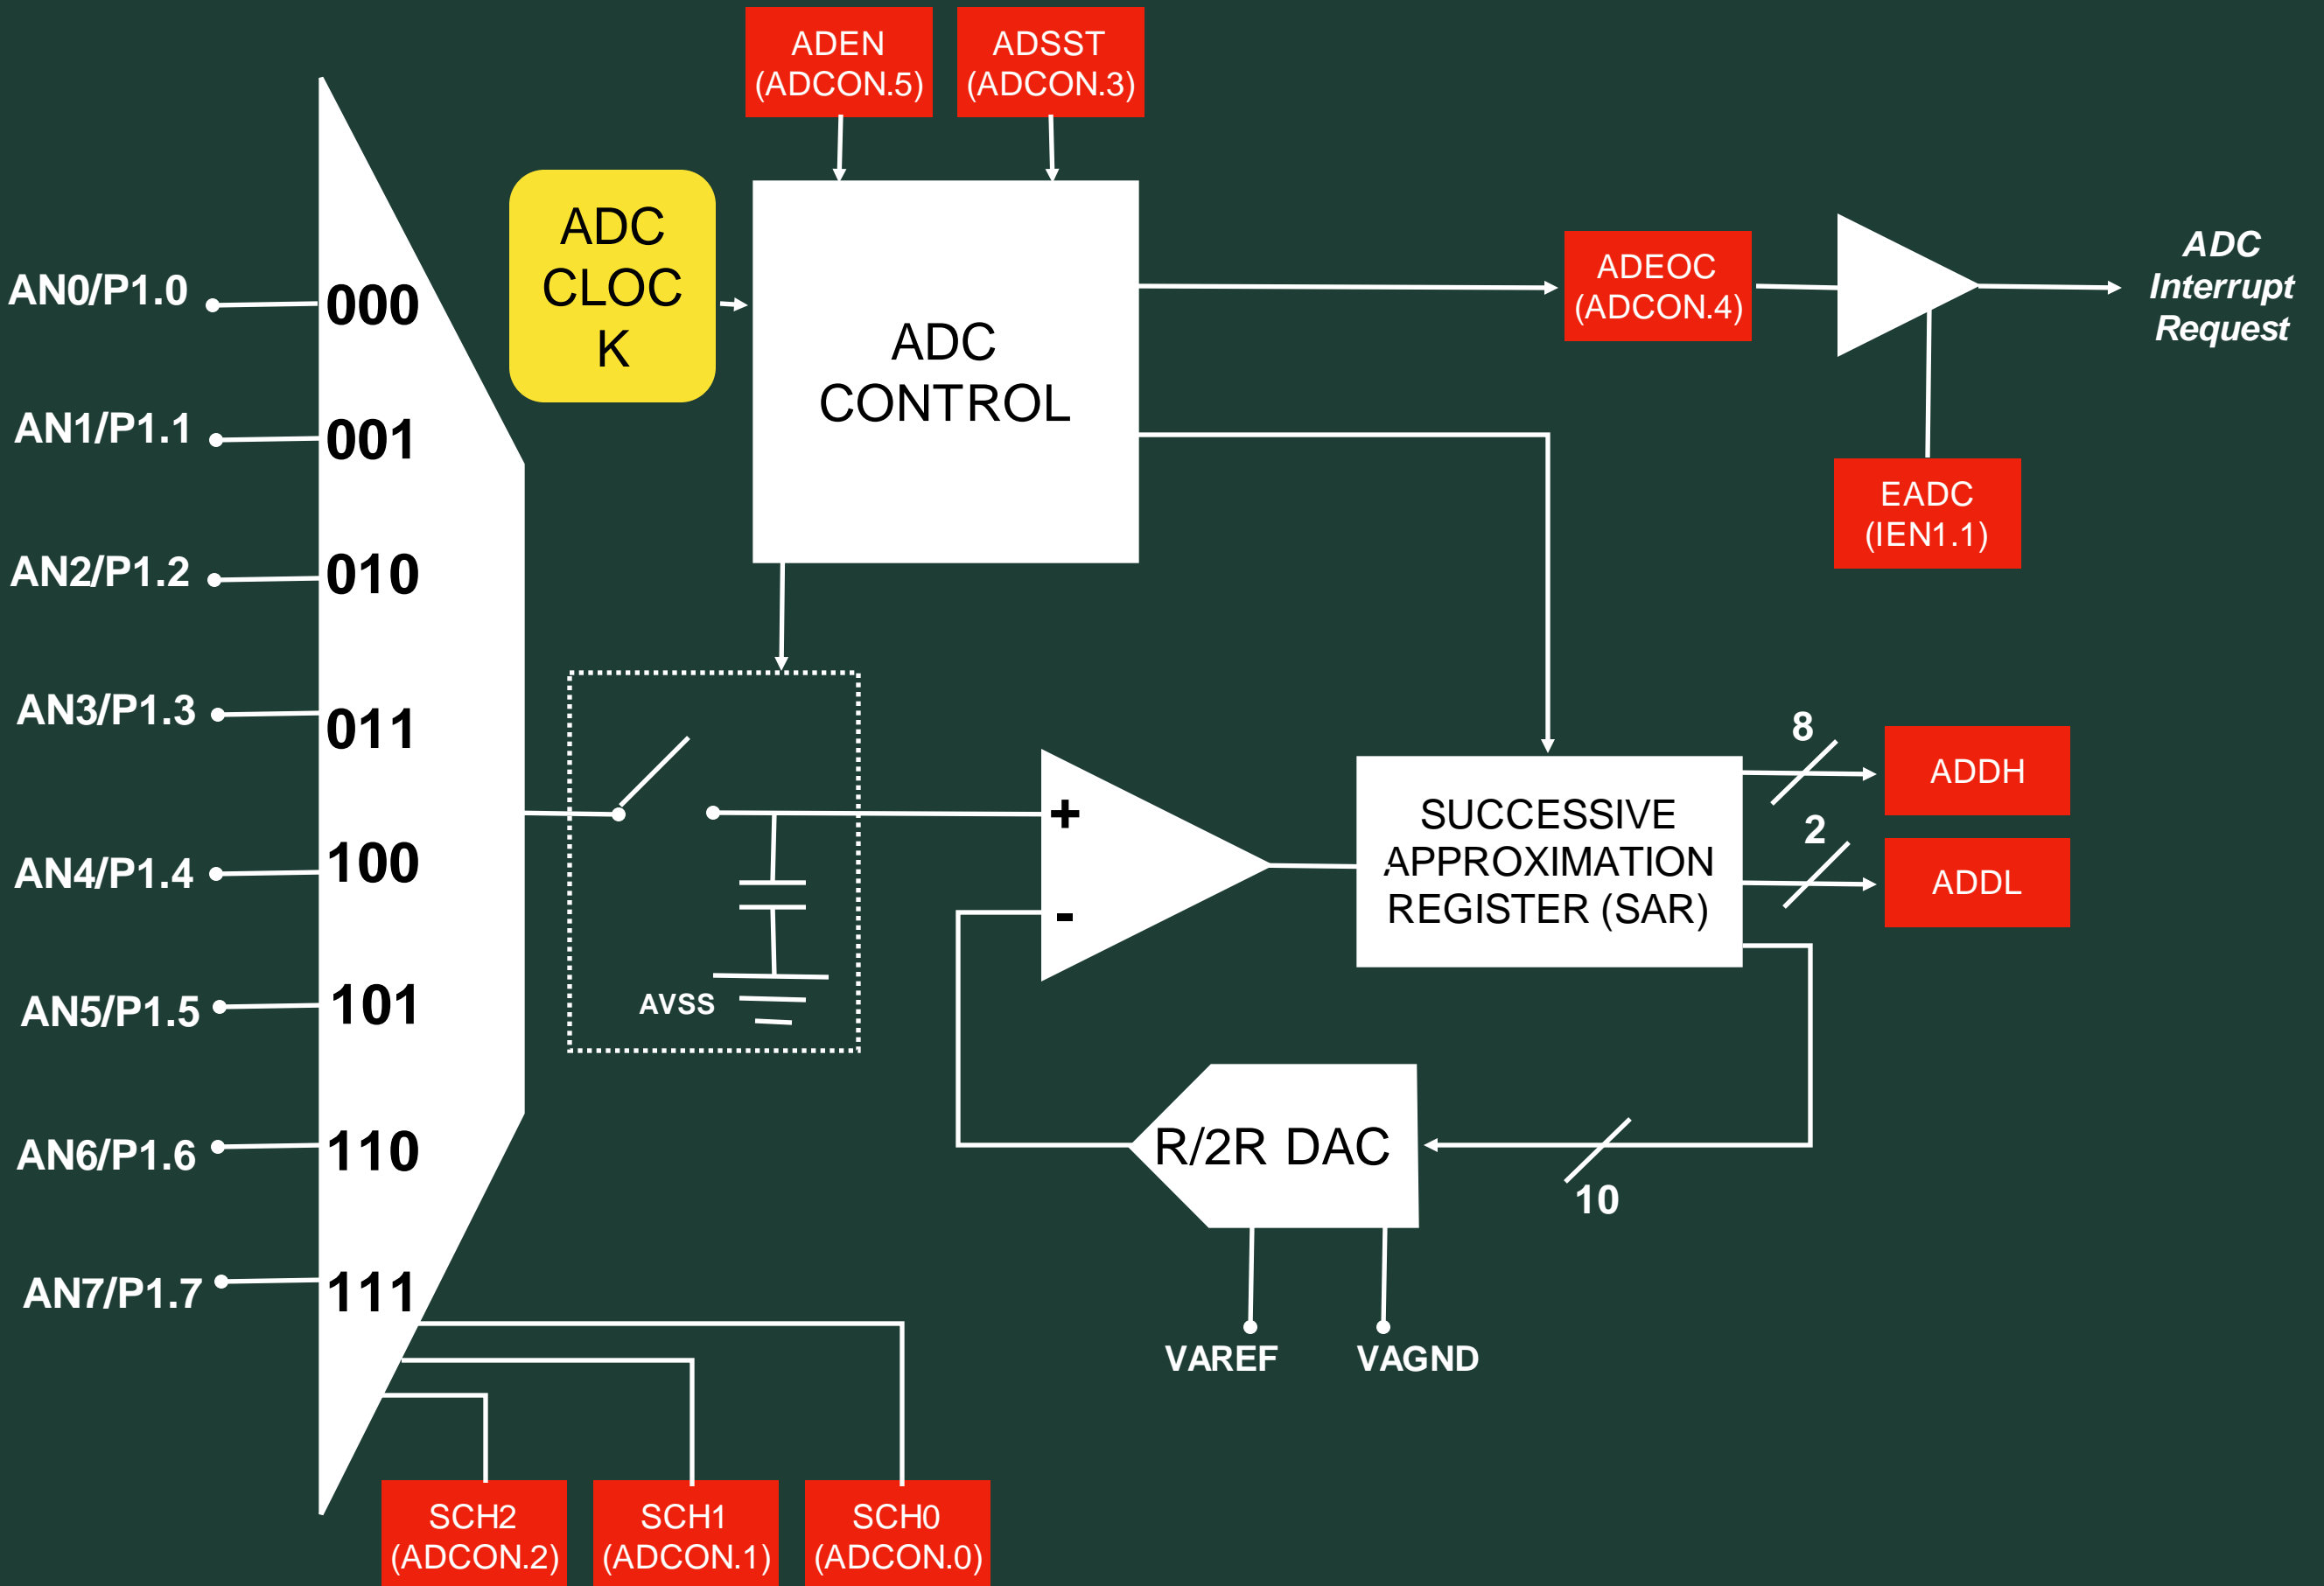 ADEN
(ADCON.5)
ADSST
(ADCON.3)
ADC
CLOC
K
ADC
CONTROL
ADEOC
(ADCON.4)
ADC
Interrupt
Request
EADC
(IEN1.1)
AN0/P1.0
000
AN1/P1.1
001
AN2/P1.2
010
AN3/P1.3
011
AN4/P1.4
100
AN5/P1.5
101
AN6/P1.6
110
AN7/P1.7
111
AVSS
+
-
SUCCESSIVE
APPROXIMATION
REGISTER (SAR)
8
ADDH
2
ADDL
R/2R DAC
10
VAREF
VAGND
SCH2
(ADCON.2)
SCH1
(ADCON.1)
SCH0
(ADCON.0)